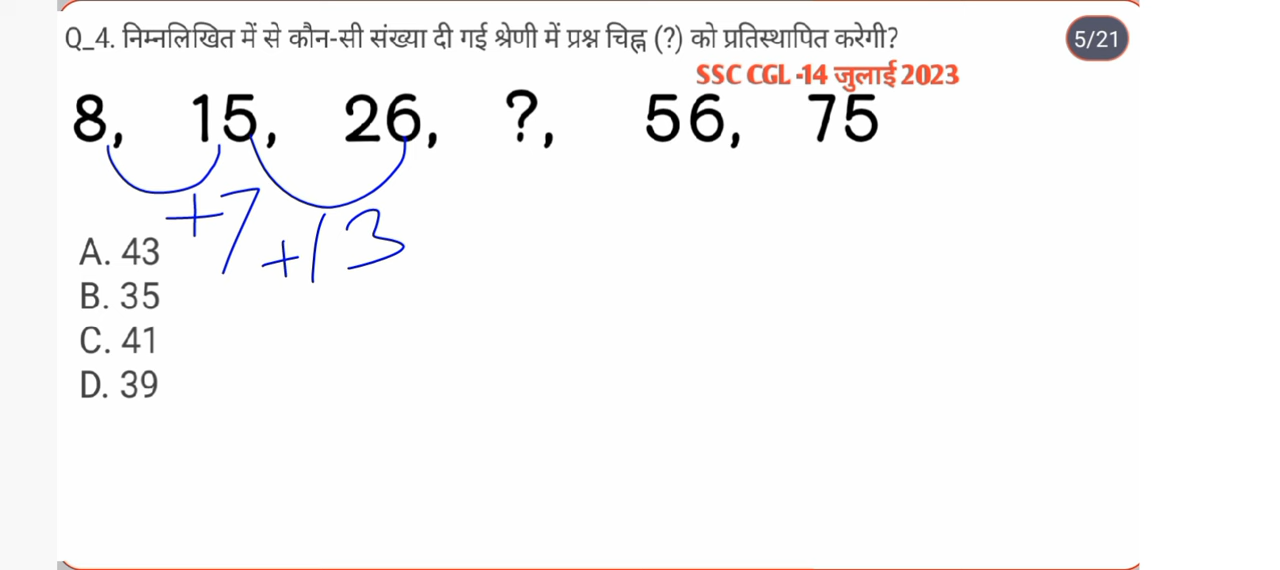 Q_4. निम्नलिखित में से कौन-सी संख्या दी गई श्रेणी में प्रश्न चिह्न (?) को प्रतिस्थापित करेगी?
5/21
SSC CGL -14 जुलाई 2023
8, 15, 26, ?, 56, 75
+7
+13
A. 43
B. 35
C. 41
D. 39